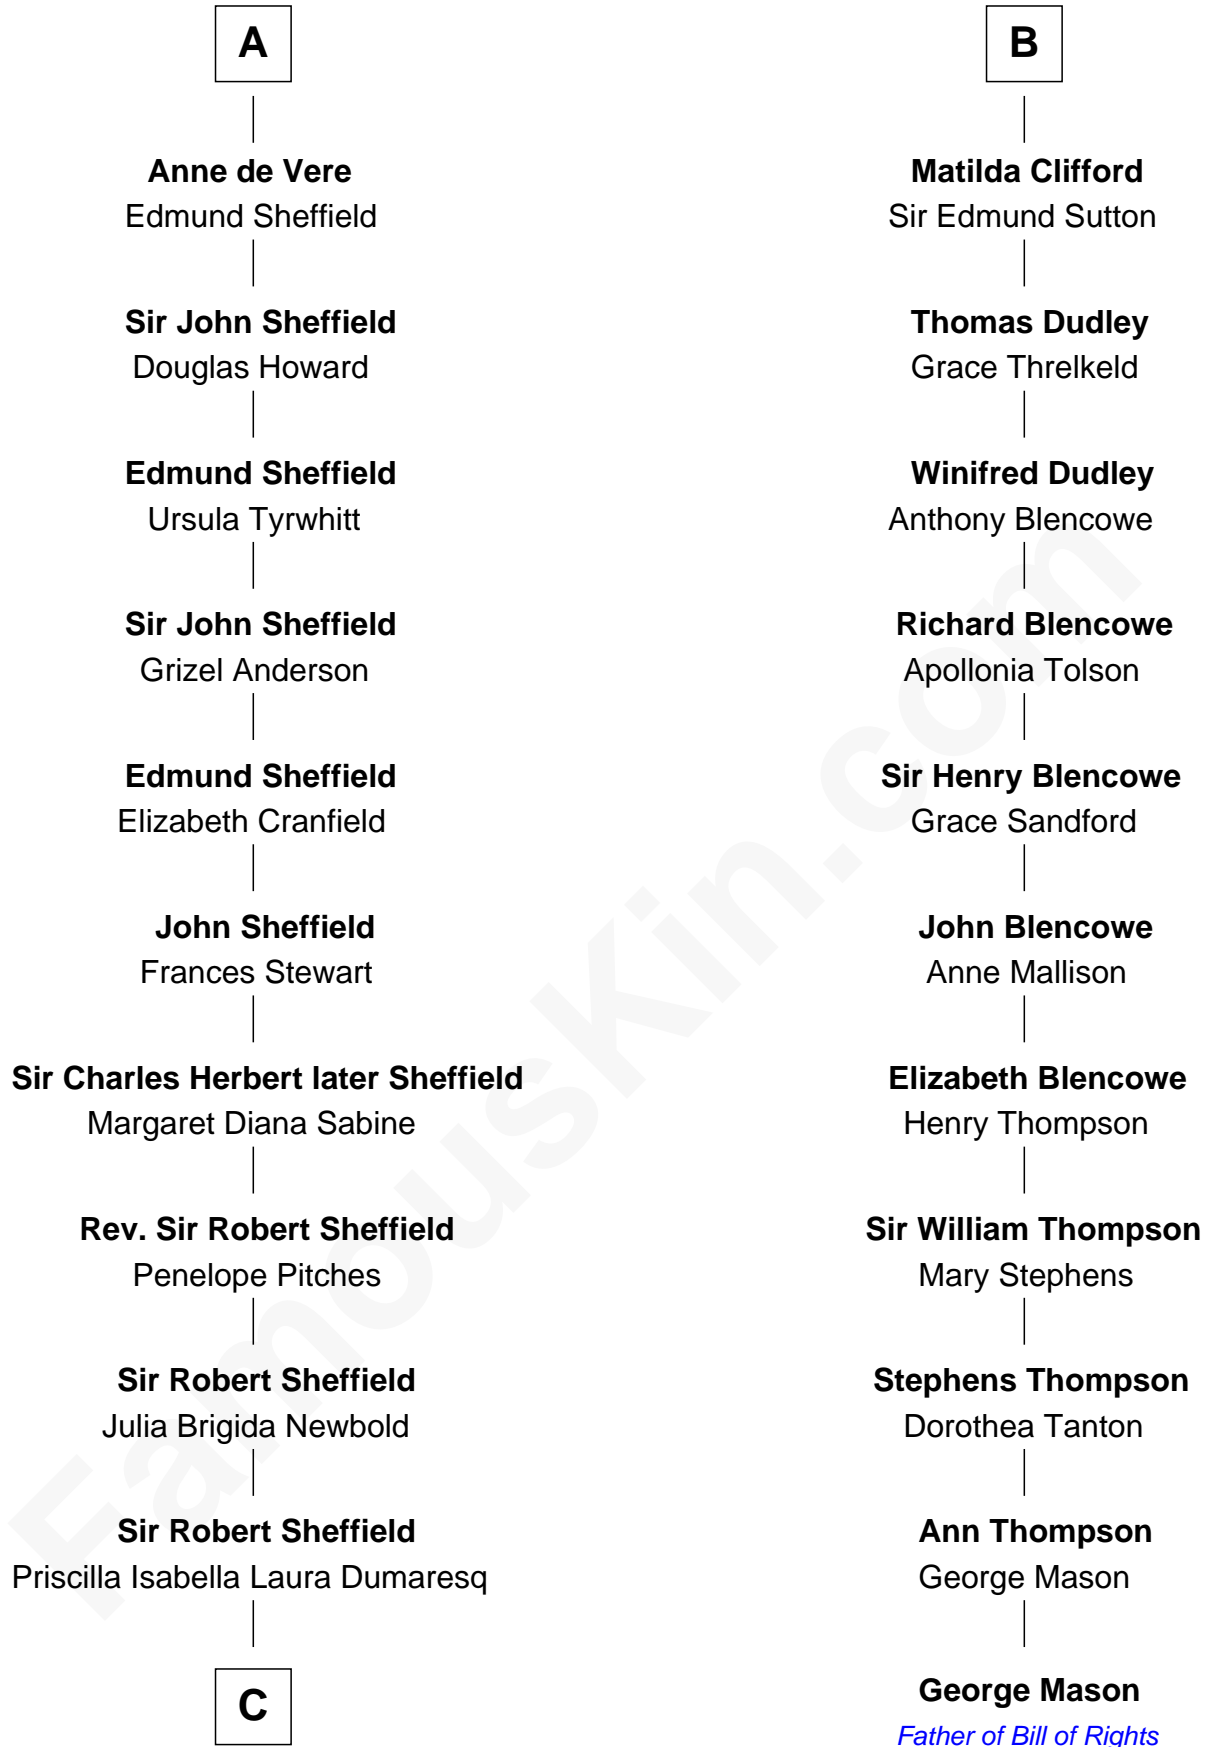 A
Anne de Vere
Edmund Sheffield
Sir John Sheffield
Douglas Howard
Edmund Sheffield
Ursula Tyrwhitt
Sir John Sheffield
Grizel Anderson
Edmund Sheffield
Elizabeth Cranfield
John Sheffield
Frances Stewart
Sir Charles Herbert later Sheffield
Margaret Diana Sabine
Rev. Sir Robert Sheffield
Penelope Pitches
Sir Robert Sheffield
Julia Brigida Newbold
Sir Robert Sheffield
Priscilla Isabella Laura Dumaresq
C
B
Matilda Clifford
Sir Edmund Sutton
Thomas Dudley
Grace Threlkeld
Winifred Dudley
Anthony Blencowe
Richard Blencowe
Apollonia Tolson
Sir Henry Blencowe
Grace Sandford
John Blencowe
Anne Mallison
Elizabeth Blencowe
Henry Thompson
Sir William Thompson
Mary Stephens
Stephens Thompson
Dorothea Tanton
Ann Thompson
George Mason
George Mason
Father of Bill of Rights
FamousKin.com